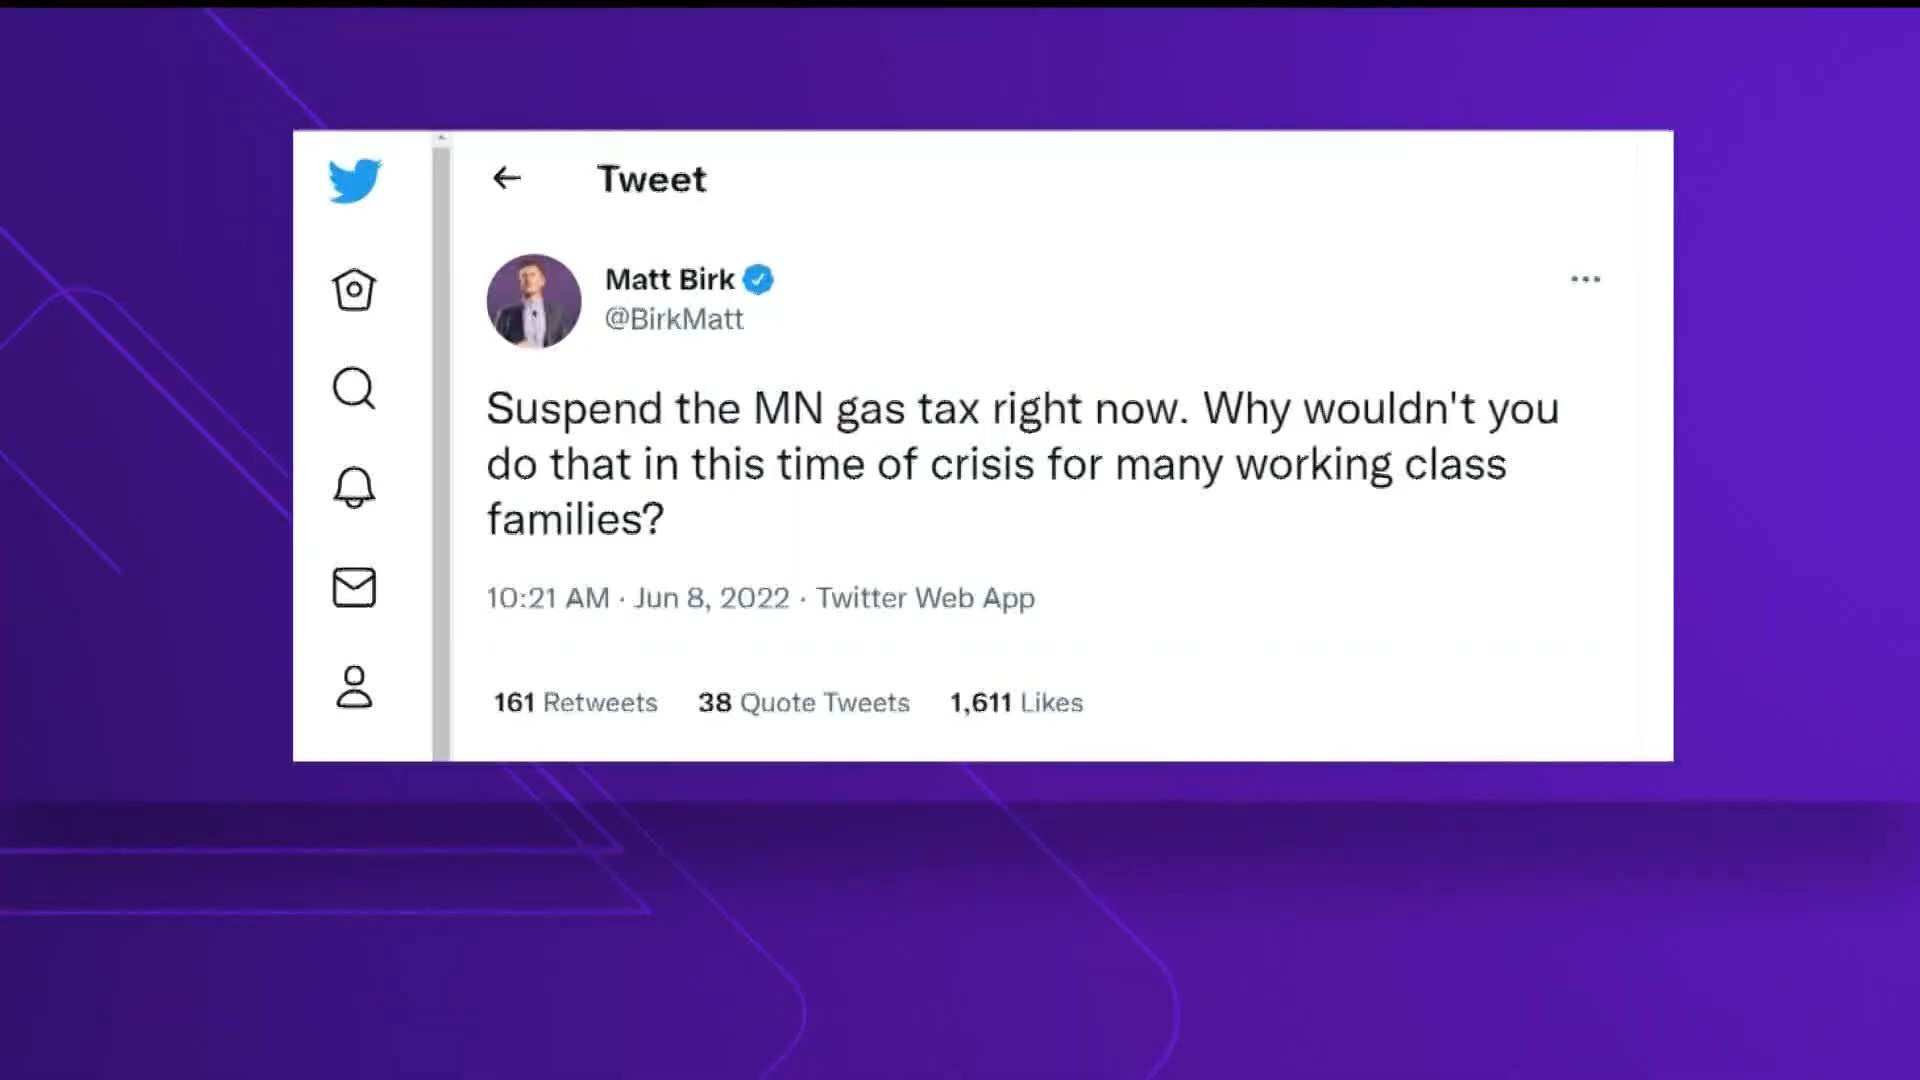 Tweet
Matt Birk
@BirkMatt
Suspend the MN gas tax right now. Why wouldn't you
do that in this time of crisis for many working class
families?
10:21 AM · Jun 8, 2022 · Twitter Web App
161 Retweets 38 Quote Tweets 1,611 Likes